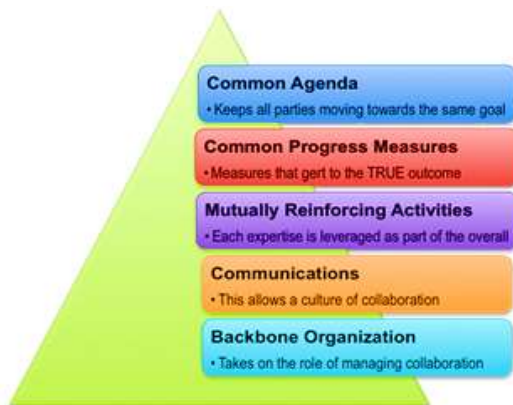 Common Agenda
• Keeps all parties moving towards the same goal
Common Progress Measures
• Measures that gert to the TRUE outcome
Mutually Reinforcing Activities
• Each expertise is leveraged as part of the overall
Communications
• This allows a culture of collaboration
Backbone Organization
• Takes on the role of managing collaboration